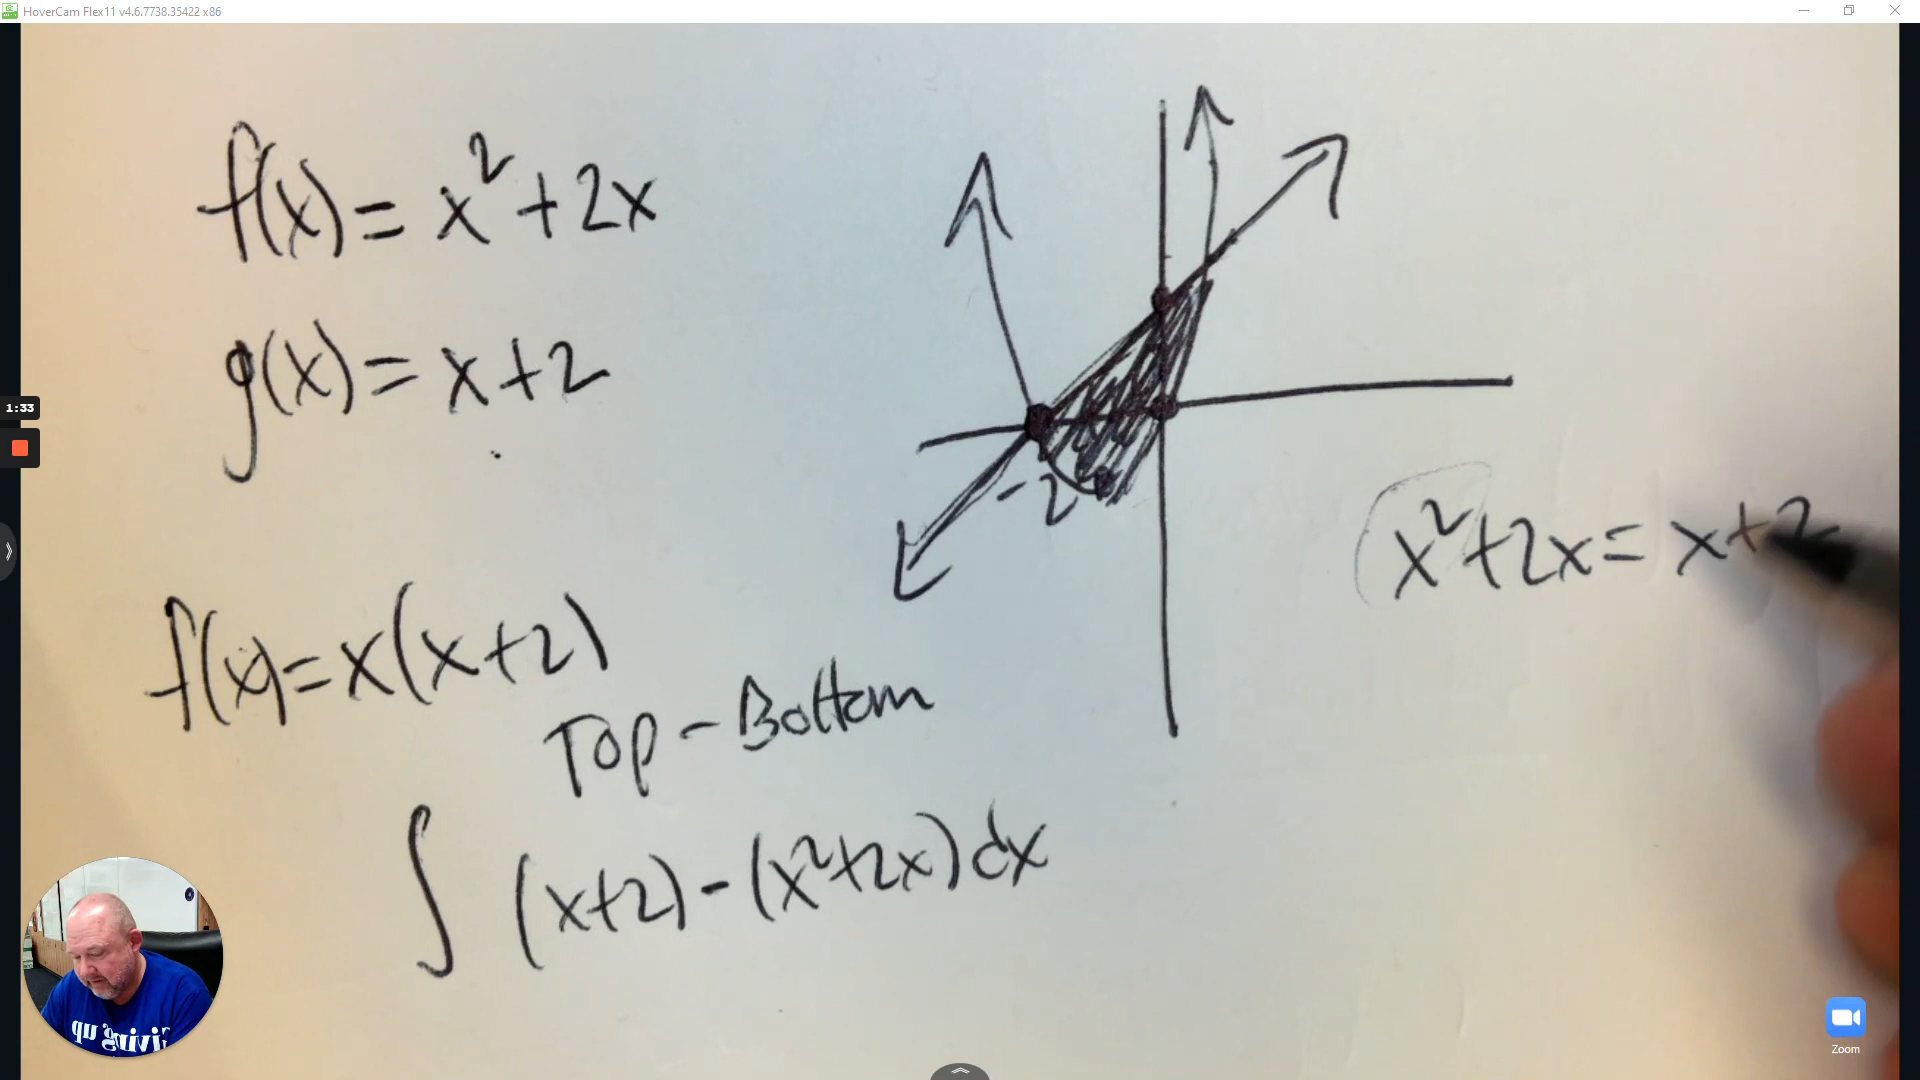 HoverCam Flex11 v4.6.7738.35422 x86
f(x) = x² + 2x
g(x) = x + 2
1:33
-2
x² + 2x = x + 2
f(x) = x(x + 2)
Top - Bottom
∫ (x+2) - (x²+2x) dx
Zoom